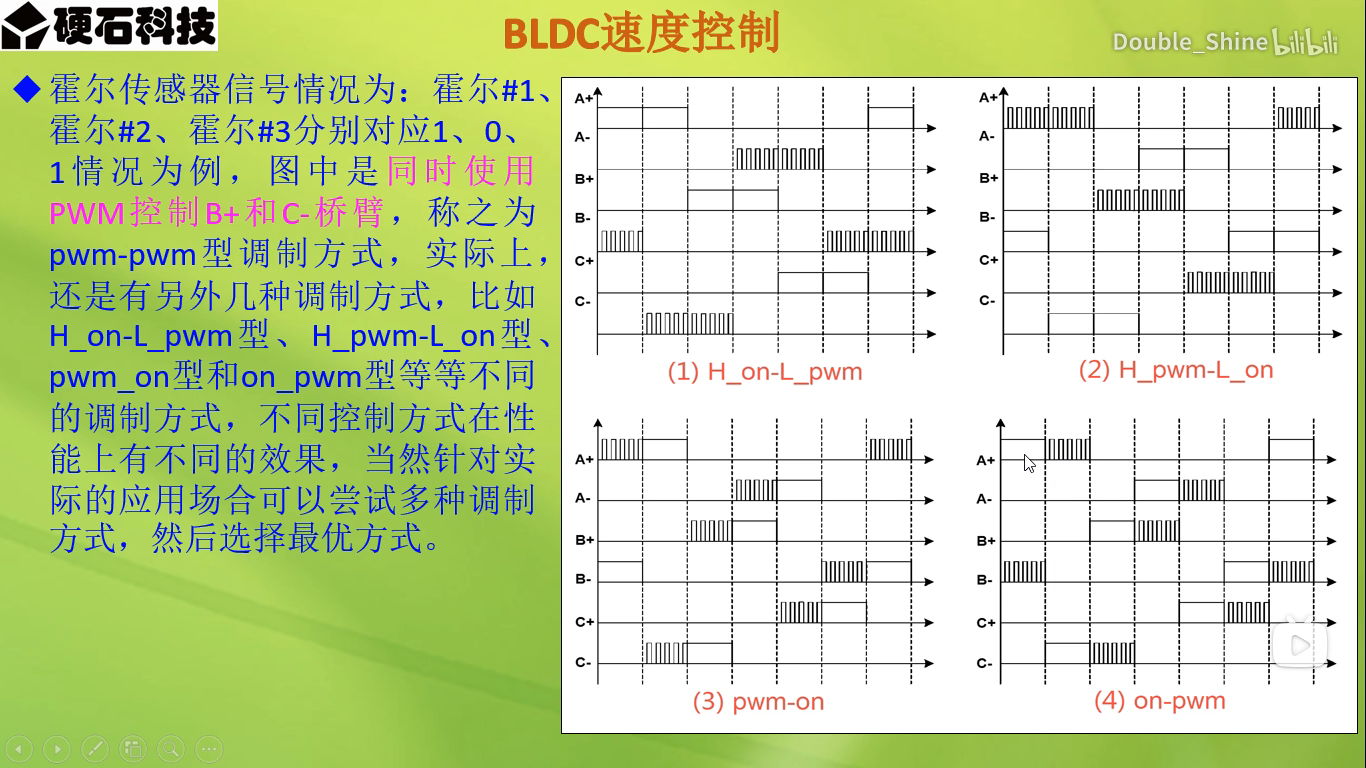 硬石科技
BLDC速度控制
Double_Shine bilibili
◆霍尔传感器信号情况为：霍尔#1、
霍尔#2、霍尔#3分别对应1、0、
1情况为例，图中是同时使用
PWM控制B+和C-桥臂，称之为
pwm-pwm型调制方式，实际上，
还是有另外几种调制方式，比如
H_on-L_pwm型、H_pwm-L_on型、
pwm_on型和on_pwm型等等不同
的调制方式，不同控制方式在性
能上有不同的效果，当然针对实
际的应用场合可以尝试多种调制
方式，然后选择最优方式。
A+
A-
B+
B-
C+
C-
(1) H_on-L_pwm
A+
A-
B+
B-
C+
C-
(2) H_pwm-L_on
A+
A-
B+
B-
C+
C-
(3) pwm-on
A+
A-
B+
B-
C+
C-
(4) on-pwm